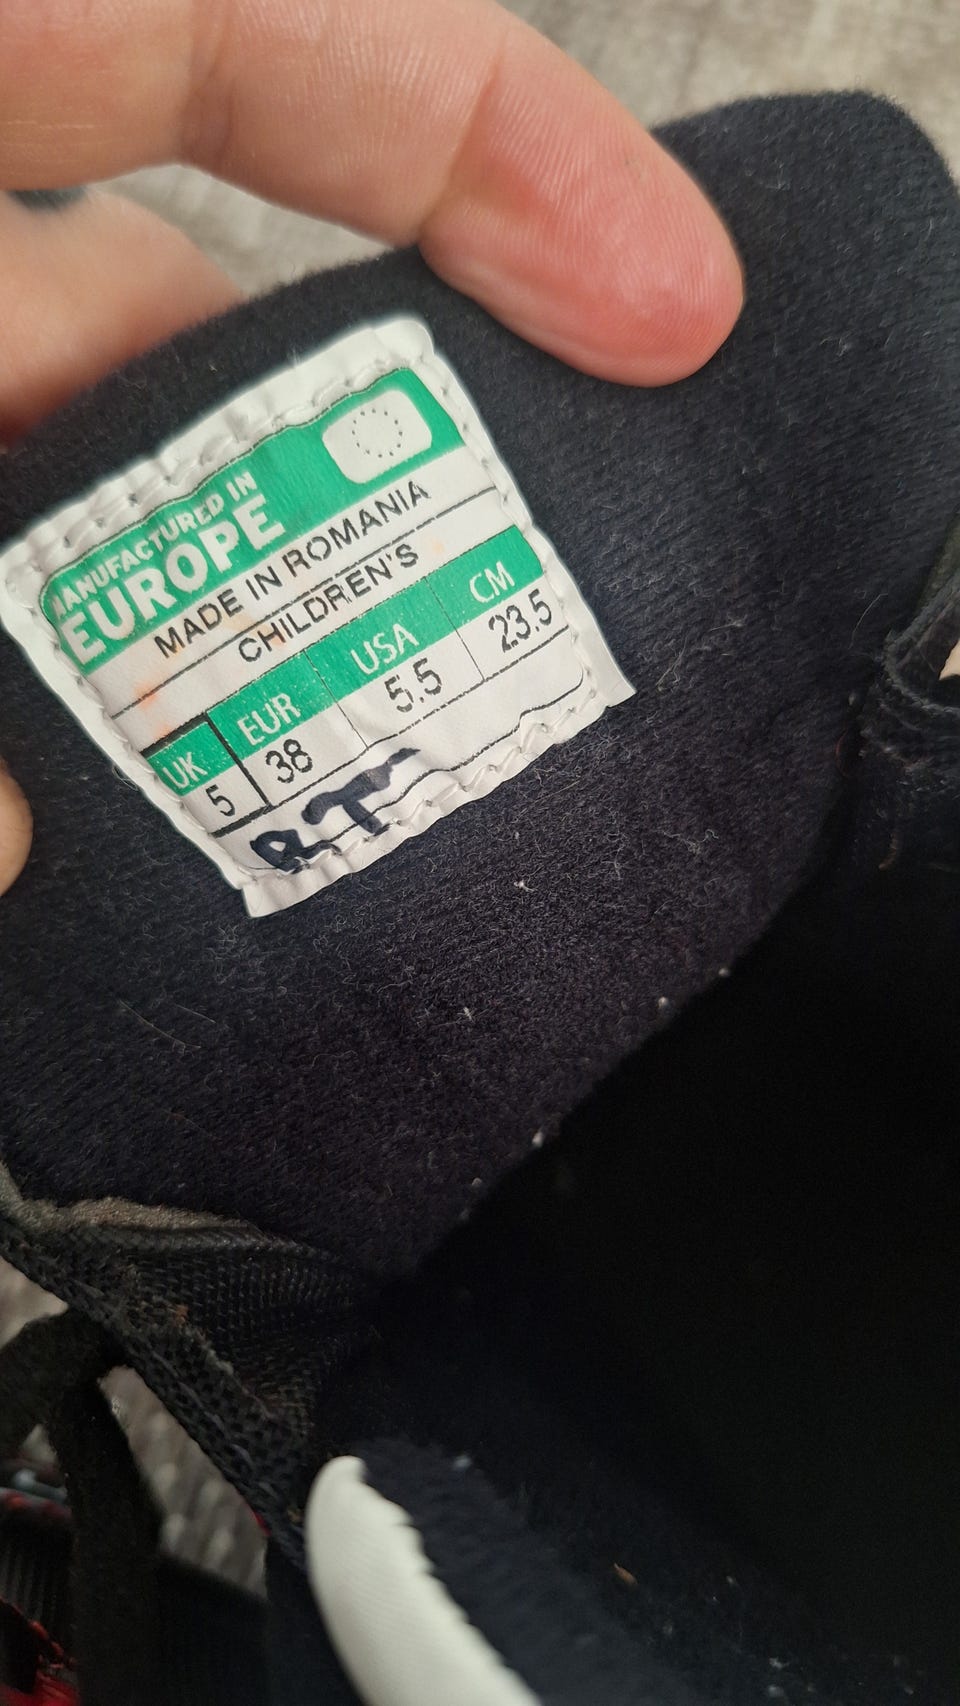 MANUFACTURED IN
EUROPE
MADE IN ROMANIA
CHILDREN'S
UK EUR USA CM
5 38 5.5 23.5
R.T